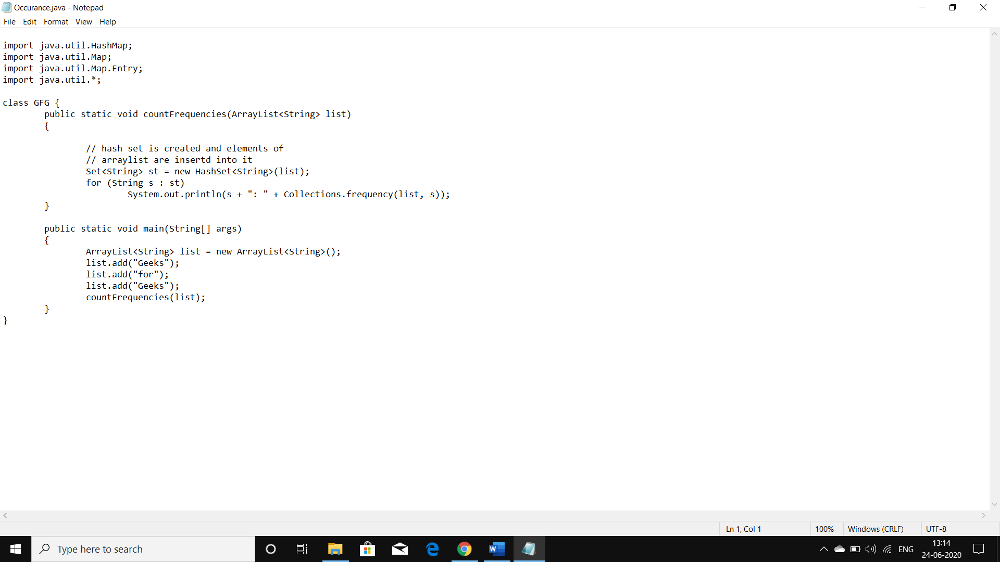 Occurance.java - Notepad
File Edit Format View Help
import java.util.HashMap;
import java.util.Map;
import java.util.Map.Entry;
import java.util.*;
class GFG {
public static void countFrequencies(ArrayList<String> list)
{
// hash set is created and elements of
// arraylist are insertd into it
Set<String> st = new HashSet<String>(list);
for (String s : st)
System.out.println(s + ": " + Collections.frequency(list, s));
}
public static void main(String[] args)
{
ArrayList<String> list = new ArrayList<String>();
list.add("Geeks");
list.add("for");
list.add("Geeks");
countFrequencies(list);
}
}
Ln 1, Col 1 100% Windows (CRLF) UTF-8
Type here to search
W
ENG
13:14
24-06-2020